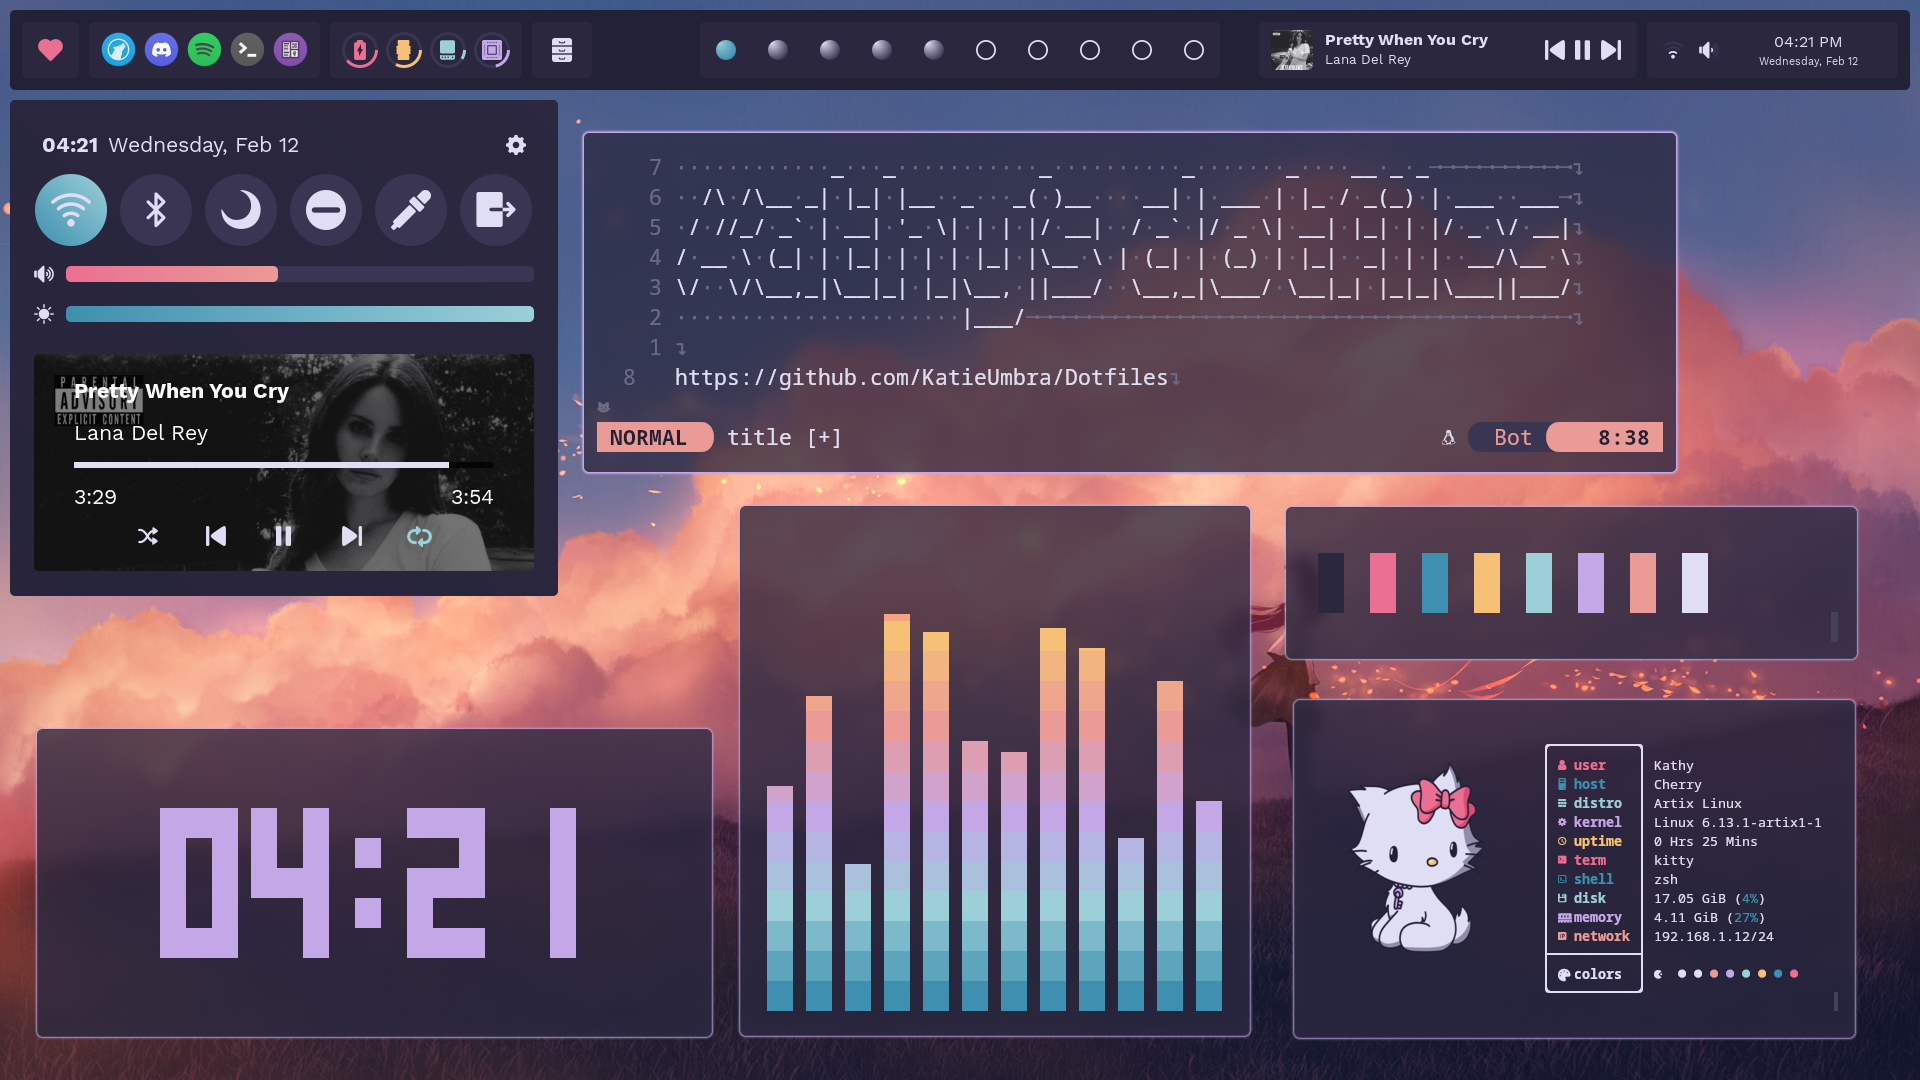 Pretty When You Cry
Lana Del Rey
04:21 PM
Wednesday, Feb 12
04:21 Wednesday, Feb 12
PARENTAL
ADVISORY
EXPLICIT CONTENT
Pretty When You Cry
Lana Del Rey
3:29
3:54
7
6
5
4
3
2
1
Kathy's dotfiles
8 https://github.com/KatieUmbra/Dotfiles
NORMAL title [+]
Bot 8:38
04:21
user Kathy
host Cherry
distro Artix Linux
kernel Linux 6.13.1-artix1-1
uptime 0 Hrs 25 Mins
term kitty
shell zsh
disk 17.05 GiB (4%)
memory 4.11 GiB (27%)
network 192.168.1.12/24
colors